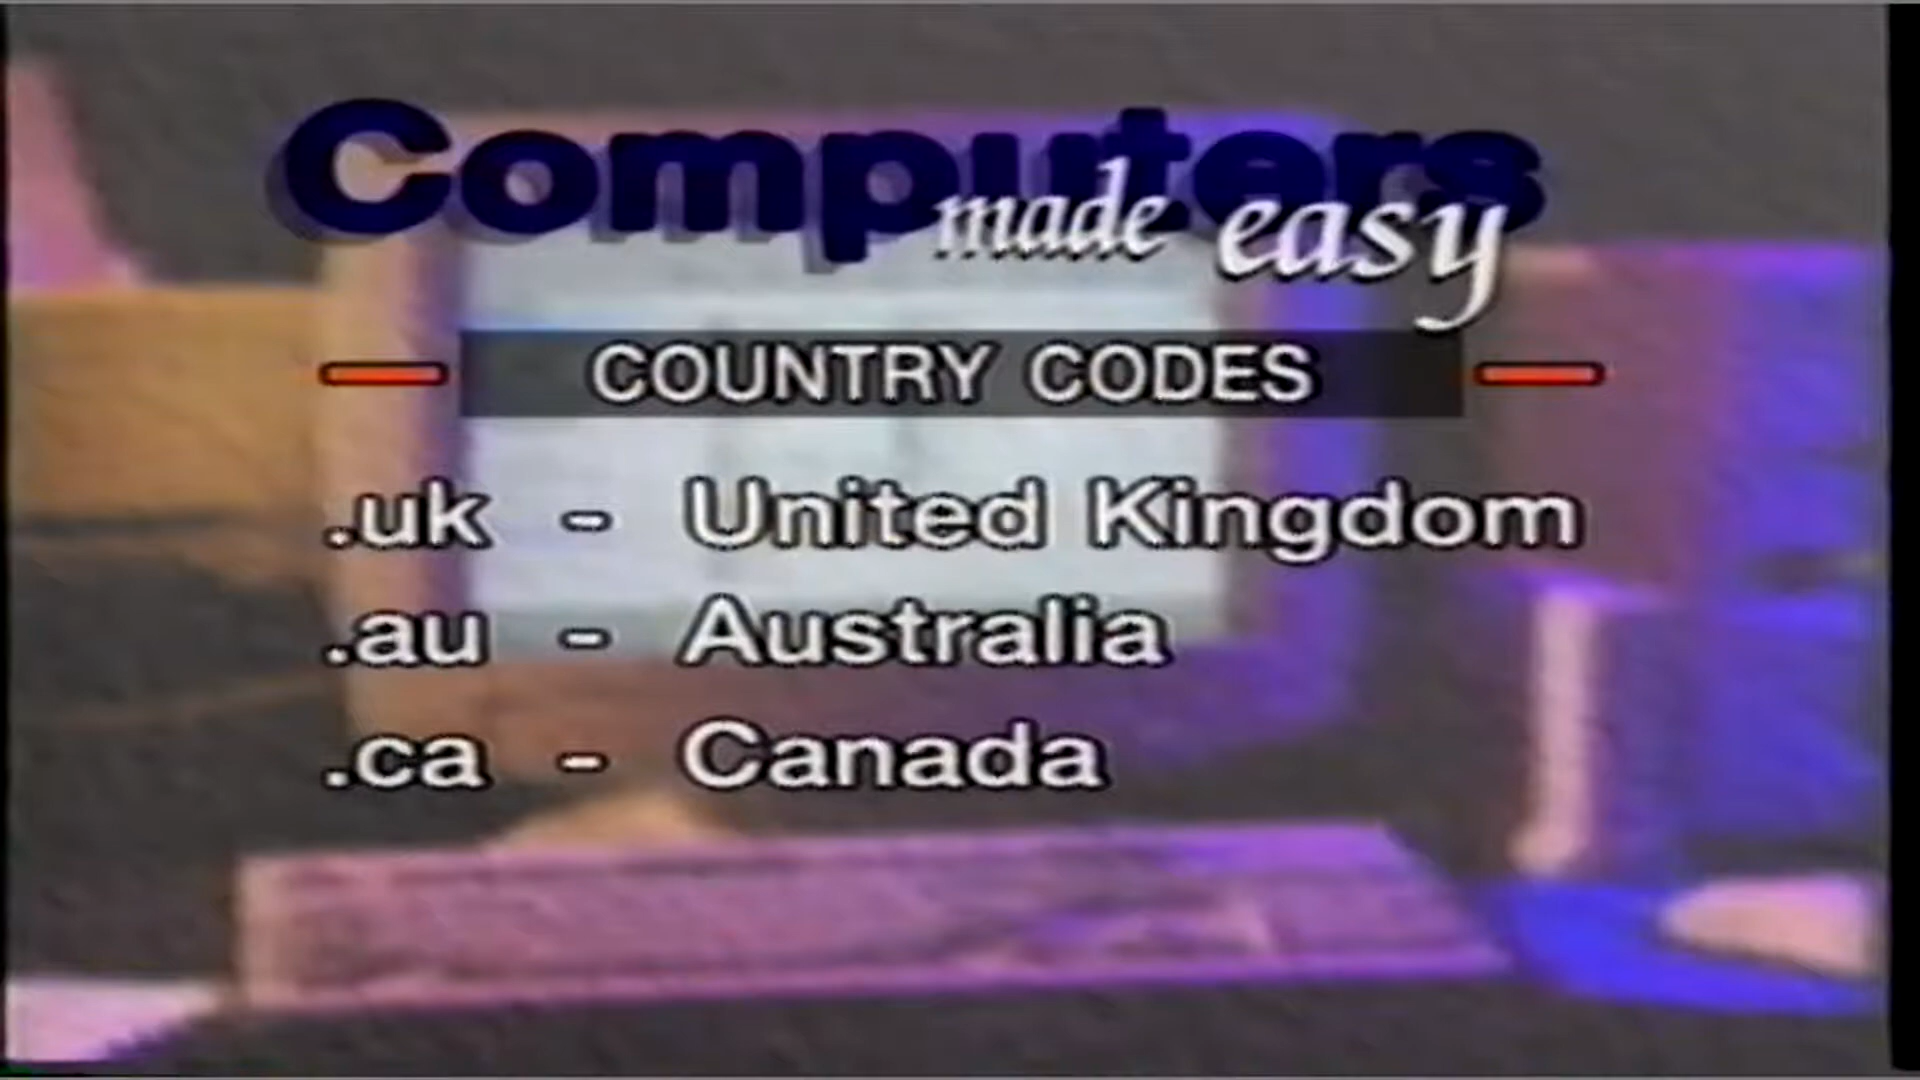 Computers
made easy
COUNTRY CODES
.uk - United Kingdom
.au - Australia
.ca - Canada